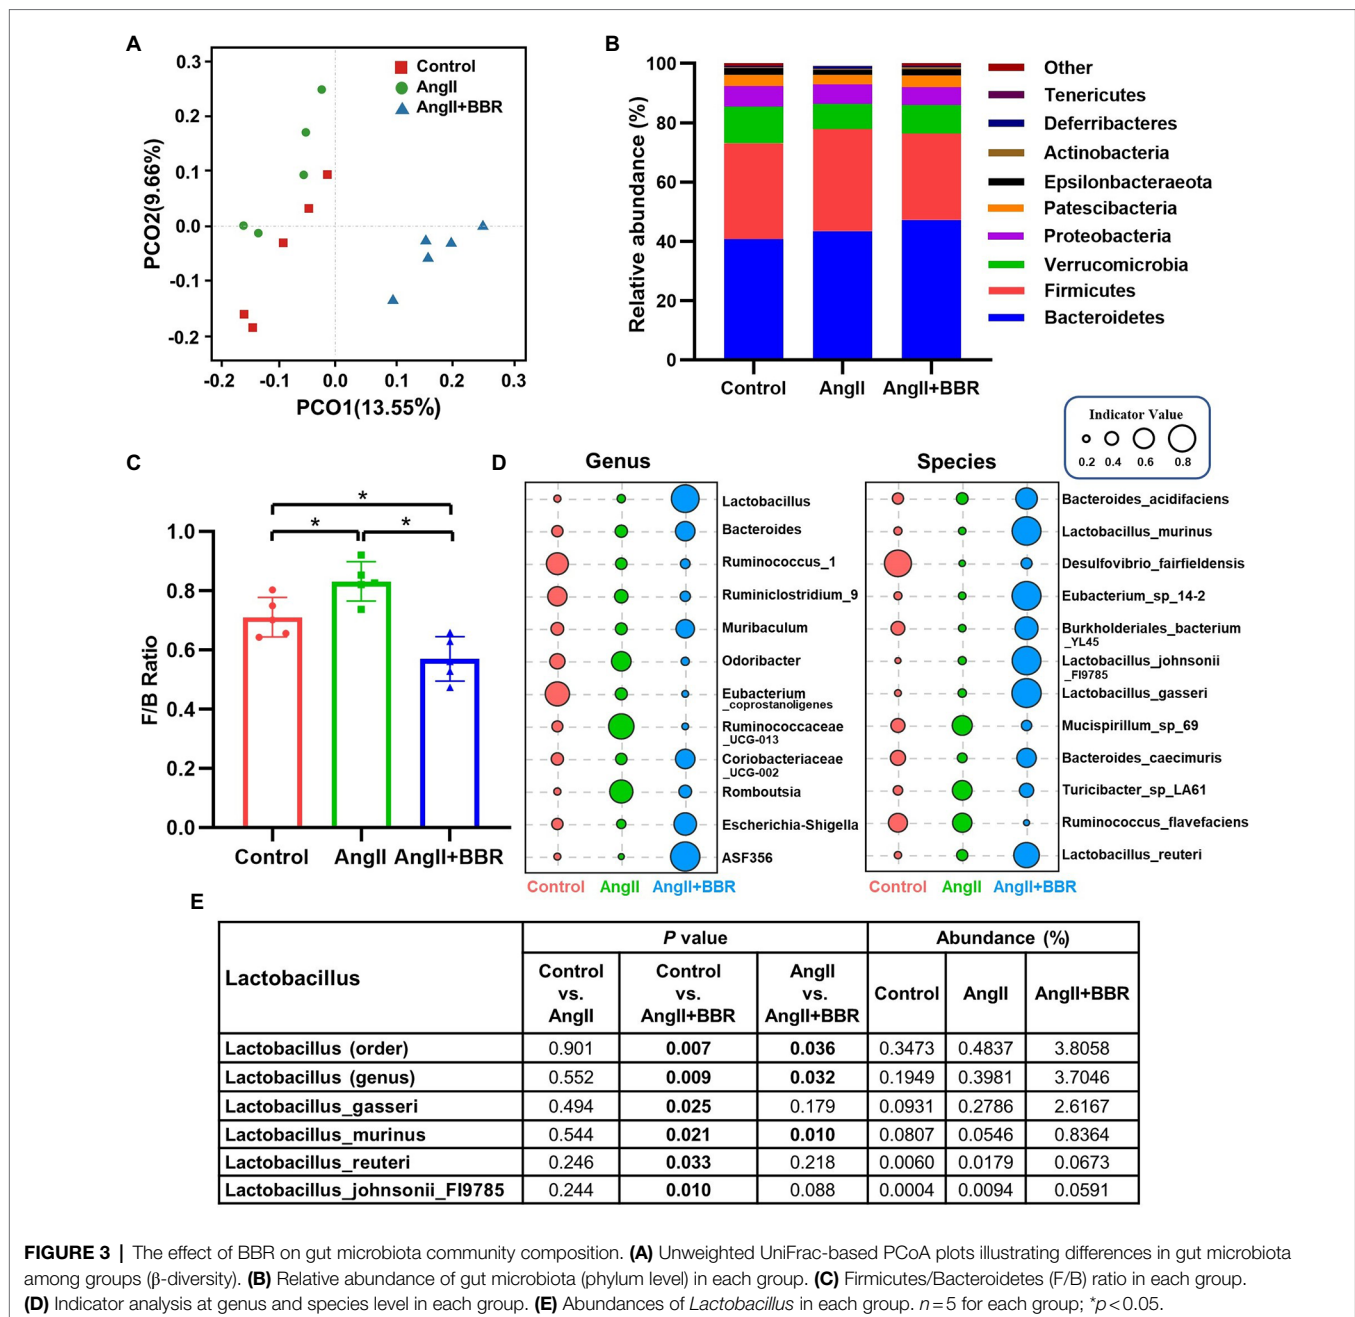 A
0.3
0.2
0.1
0.0
-0.1
-0.2
PCO2(9.66%)
-0.2 -0.1 0.0 0.1 0.2 0.3
PCO1(13.55%)
Control
AngII
AngII+BBR
B
Relative abundance (%)
100
80
60
40
20
0
Control AngII AngII+BBR
Other
Tenericutes
Deferribacteres
Actinobacteria
Epsilonbacteraeota
Patescibacteria
Proteobacteria
Verrucomicrobia
Firmicutes
Bacteroidetes
Indicator Value
0.2 0.4 0.6 0.8
C
F/B Ratio
1.0
0.8
0.6
0.4
0.2
0.0
*
* *
Control AngII AngII+BBR
D
Genus
Lactobacillus
Bacteroides
Ruminococcus_1
Ruminiclostridium_9
Muribaculum
Odoribacter
Eubacterium
_coprostanoligenes
Ruminococcaceae
_UCG-013
Coriobacteriaceae
_UCG-002
Romboutsia
Escherichia-Shigella
ASF356
Control AngII AngII+BBR
Species
Bacteroides_acidifaciens
Lactobacillus_murinus
Desulfovibrio_fairfieldensis
Eubacterium_sp_14-2
Burkholderiales_bacterium
_YL45
Lactobacillus_johnsonii
_FI9785
Lactobacillus_gasseri
Mucispirillum_sp_69
Bacteroides_caecimuris
Turicibacter_sp_LA61
Ruminococcus_flavefaciens
Lactobacillus_reuteri
Control AngII AngII+BBR
E
Lactobacillus
P value Abundance (%)
Control vs. AngII Control vs. AngII+BBR AngII vs. AngII+BBR Control AngII AngII+BBR
Lactobacillus (order) 0.901 0.007 0.036 0.3473 0.4837 3.8058
Lactobacillus (genus) 0.552 0.009 0.032 0.1949 0.3981 3.7046
Lactobacillus_gasseri 0.494 0.025 0.179 0.0931 0.2786 2.6167
Lactobacillus_murinus 0.544 0.021 0.010 0.0807 0.0546 0.8364
Lactobacillus_reuteri 0.246 0.033 0.218 0.0060 0.0179 0.0673
Lactobacillus_johnsonii_FI9785 0.244 0.010 0.088 0.0004 0.0094 0.0591
FIGURE 3 | The effect of BBR on gut microbiota community composition. (A) Unweighted UniFrac-based PCoA plots illustrating differences in gut microbiota
among groups (β-diversity). (B) Relative abundance of gut microbiota (phylum level) in each group. (C) Firmicutes/Bacteroidetes (F/B) ratio in each group.
(D) Indicator analysis at genus and species level in each group. (E) Abundances of Lactobacillus in each group. n=5 for each group; *p<0.05.